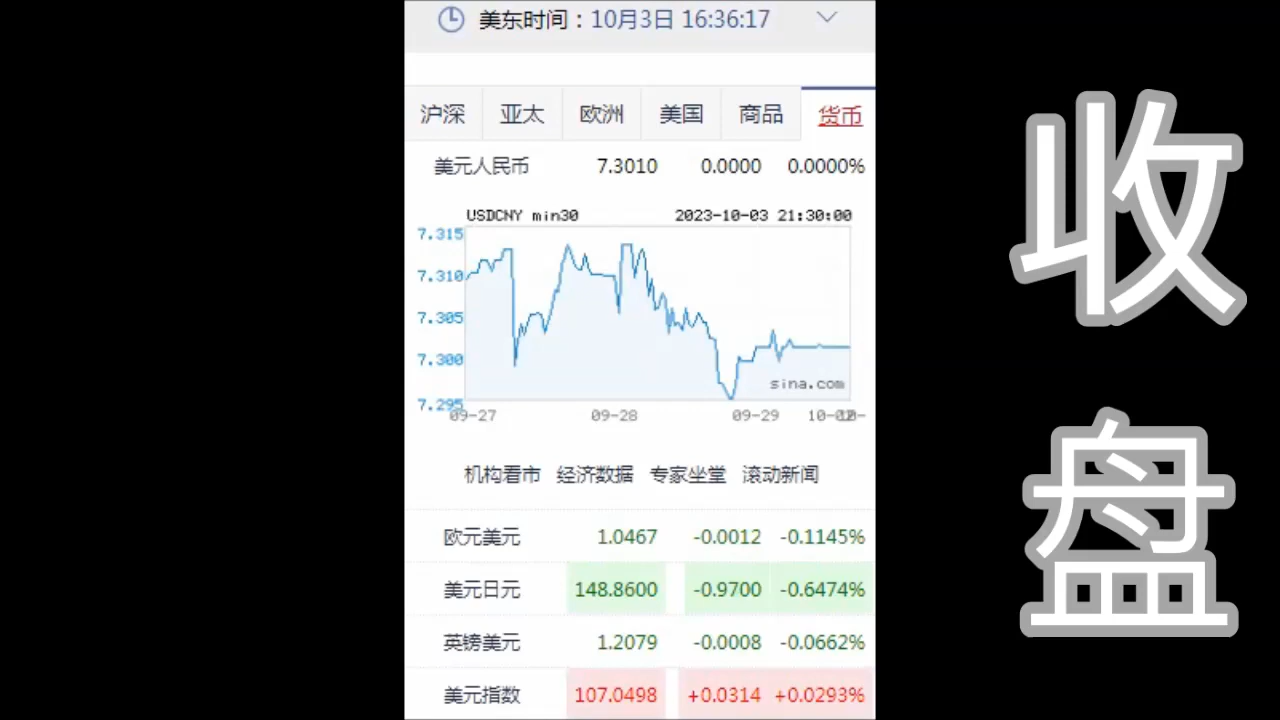 美东时间：10月3日 16:36:17
沪深 亚太 欧洲 美国 商品 货币
美元人民币 7.3010 0.0000 0.0000%
USDCNY min30 2023-10-03 21:30:00
7.315
7.310
7.305
7.300
7.295
sina.com
09-27 09-28 09-29
机构看市 经济数据 专家坐堂 滚动新闻
欧元美元 1.0467 -0.0012 -0.1145%
美元日元 148.8600 -0.9700 -0.6474%
英镑美元 1.2079 -0.0008 -0.0662%
美元指数 107.0498 +0.0314 +0.0293%
收
盘